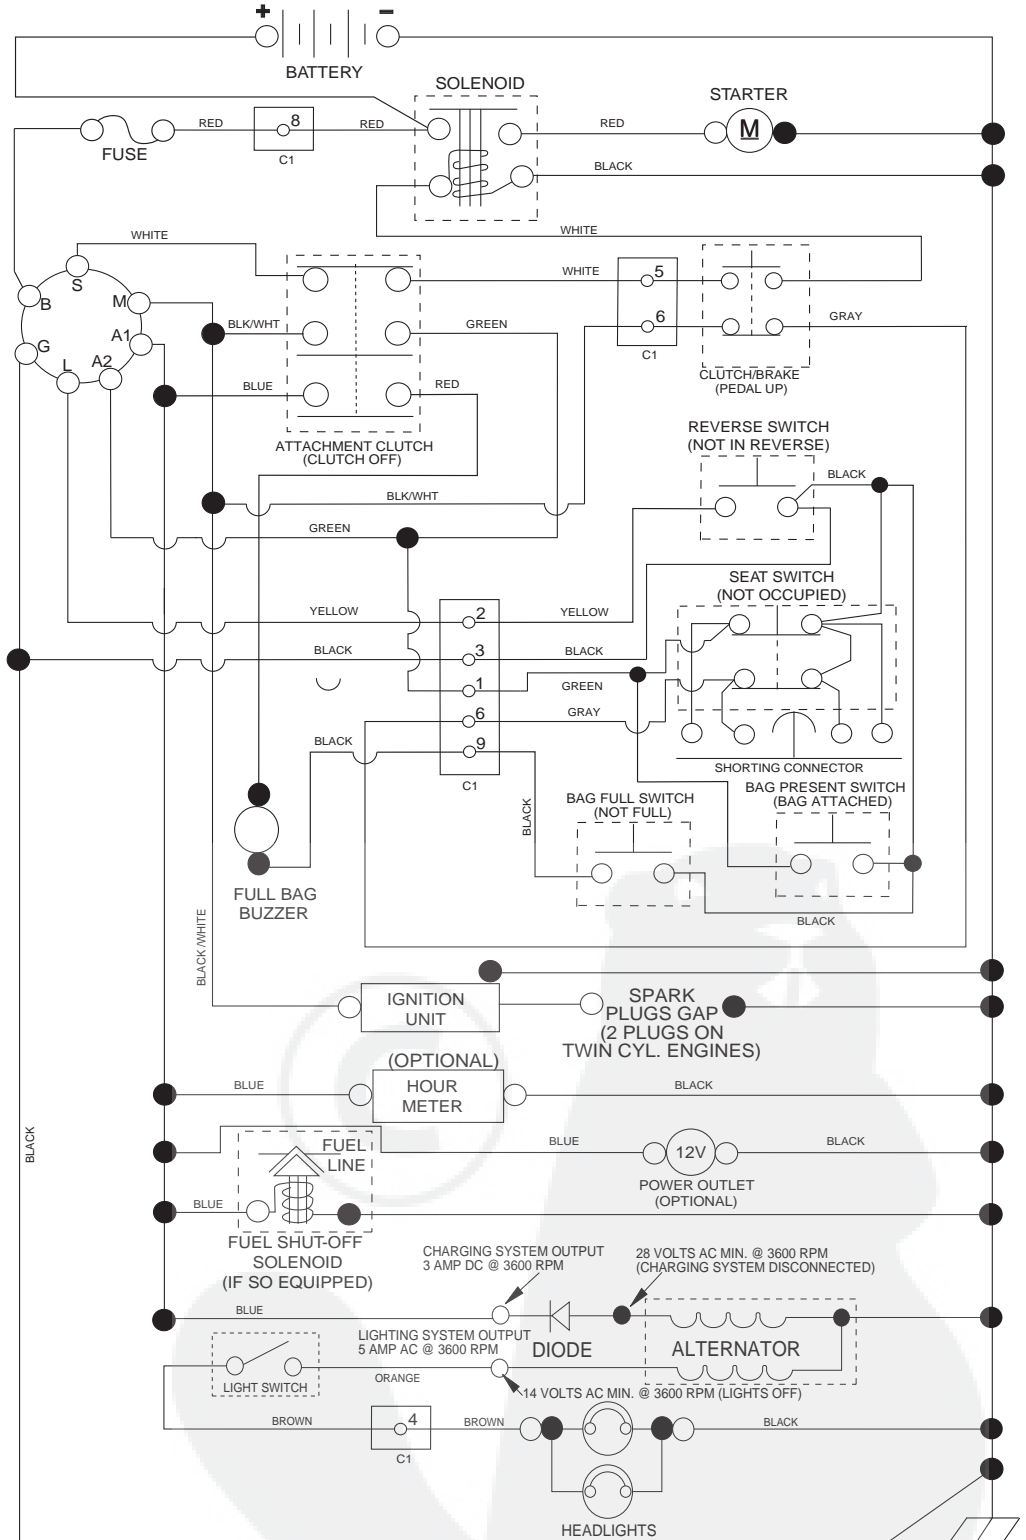 + −
BATTERY
SOLENOID
STARTER
RED 8 RED
RED
M
FUSE
C1
BLACK
WHITE
WHITE
S
B
M
A1
G
L
A2
WHITE
5
BLK/WHT
GREEN
6
GRAY
C1
BLUE
RED
CLUTCH/BRAKE
(PEDAL UP)
ATTACHMENT CLUTCH
(CLUTCH OFF)
REVERSE SWITCH
(NOT IN REVERSE)
BLACK
BLK/WHT
GREEN
SEAT SWITCH
(NOT OCCUPIED)
YELLOW 2 YELLOW
BLACK 3 BLACK
1
GREEN
6 GRAY
BLACK 9
C1
SHORTING CONNECTOR
BAG PRESENT SWITCH
(BAG ATTACHED)
BAG FULL SWITCH
(NOT FULL)
BLACK
FULL BAG
BUZZER
BLACK
BLACK/WHITE
IGNITION
UNIT
SPARK
PLUGS GAP
(2 PLUGS ON
TWIN CYL. ENGINES)
(OPTIONAL)
BLUE
HOUR
METER
BLACK
BLACK
FUEL
LINE
BLUE
12V
BLACK
POWER OUTLET
(OPTIONAL)
BLUE
FUEL SHUT-OFF
SOLENOID
(IF SO EQUIPPED)
CHARGING SYSTEM OUTPUT
3 AMP DC @ 3600 RPM
28 VOLTS AC MIN. @ 3600 RPM
(CHARGING SYSTEM DISCONNECTED)
BLUE
LIGHTING SYSTEM OUTPUT
5 AMP AC @ 3600 RPM
DIODE
ALTERNATOR
LIGHT SWITCH
ORANGE
14 VOLTS AC MIN. @ 3600 RPM (LIGHTS OFF)
BROWN 4 BROWN
BLACK
C1
HEADLIGHTS
©